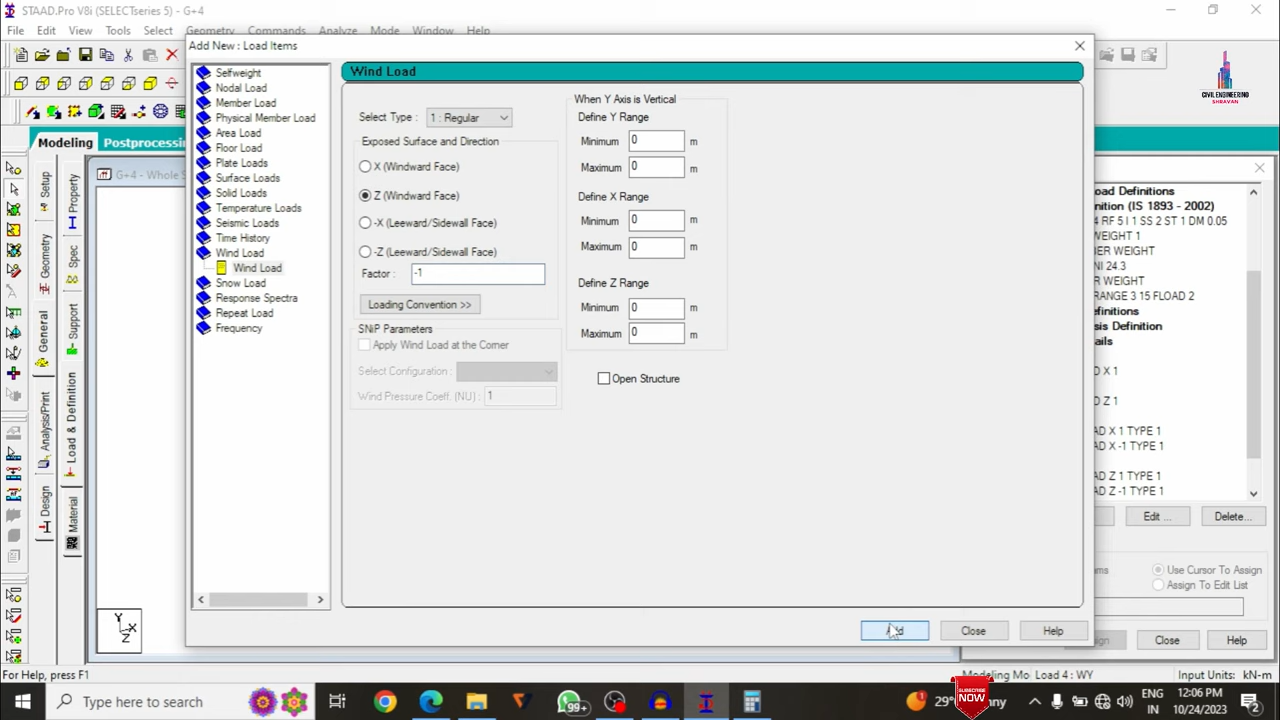 STAAD.Pro V8i (SELECTseries 5) - G+4
File Edit View Tools Select Geometry Commands Analyze Mode Window Help
Add New : Load Items
CIVIL ENGINEERING
SHRAVAN
Modeling
Postprocessing
G+4 - Whole S
Setup
Geometry
General
Analysis/Print
Design
Property
Spec
Support
Load & Definition
Material
Selfweight
Nodal Load
Member Load
Physical Member Load
Area Load
Floor Load
Plate Loads
Surface Loads
Solid Loads
Temperature Loads
Seismic Loads
Time History
Wind Load
Wind Load
Snow Load
Response Spectra
Repeat Load
Frequency
Wind Load
Select Type : 1 : Regular
Exposed Surface and Direction
X (Windward Face)
Z (Windward Face)
-X (Leeward/Sidewall Face)
-Z (Leeward/Sidewall Face)
Factor : -1
Loading Convention >>
SNiP Parameters
Apply Wind Load at the Corner
Select Configuration :
Wind Pressure Coeff. (NU) : 1
When Y Axis is Vertical
Define Y Range
Minimum 0 m
Maximum 0 m
Define X Range
Minimum 0 m
Maximum 0 m
Define Z Range
Minimum 0 m
Maximum 0 m
Open Structure
Add Close Help
oad Definitions
Definition (IS 1893 - 2002)
4 RF 5 I 1 SS 2 ST 1 DM 0.05
WEIGHT 1
ER WEIGHT
NI 24.3
ER WEIGHT
RANGE 3 15 FLOAD 2
efinitions
sis Definition
ails
D X 1
D Z 1
AD X 1 TYPE 1
AD X -1 TYPE 1
AD Z 1 TYPE 1
AD Z -1 TYPE 1
Edit ... Delete...
ms
Use Cursor To Assign
Assign To Edit List
ign Close Help
Y
X
Z
For Help, press F1
Modeling Mo Load 4 : WY Input Units: kN-m
Type here to search
99+
SUBSCRIBE
NOW
29°
nny
ENG
IN
12:06 PM
10/24/2023
2